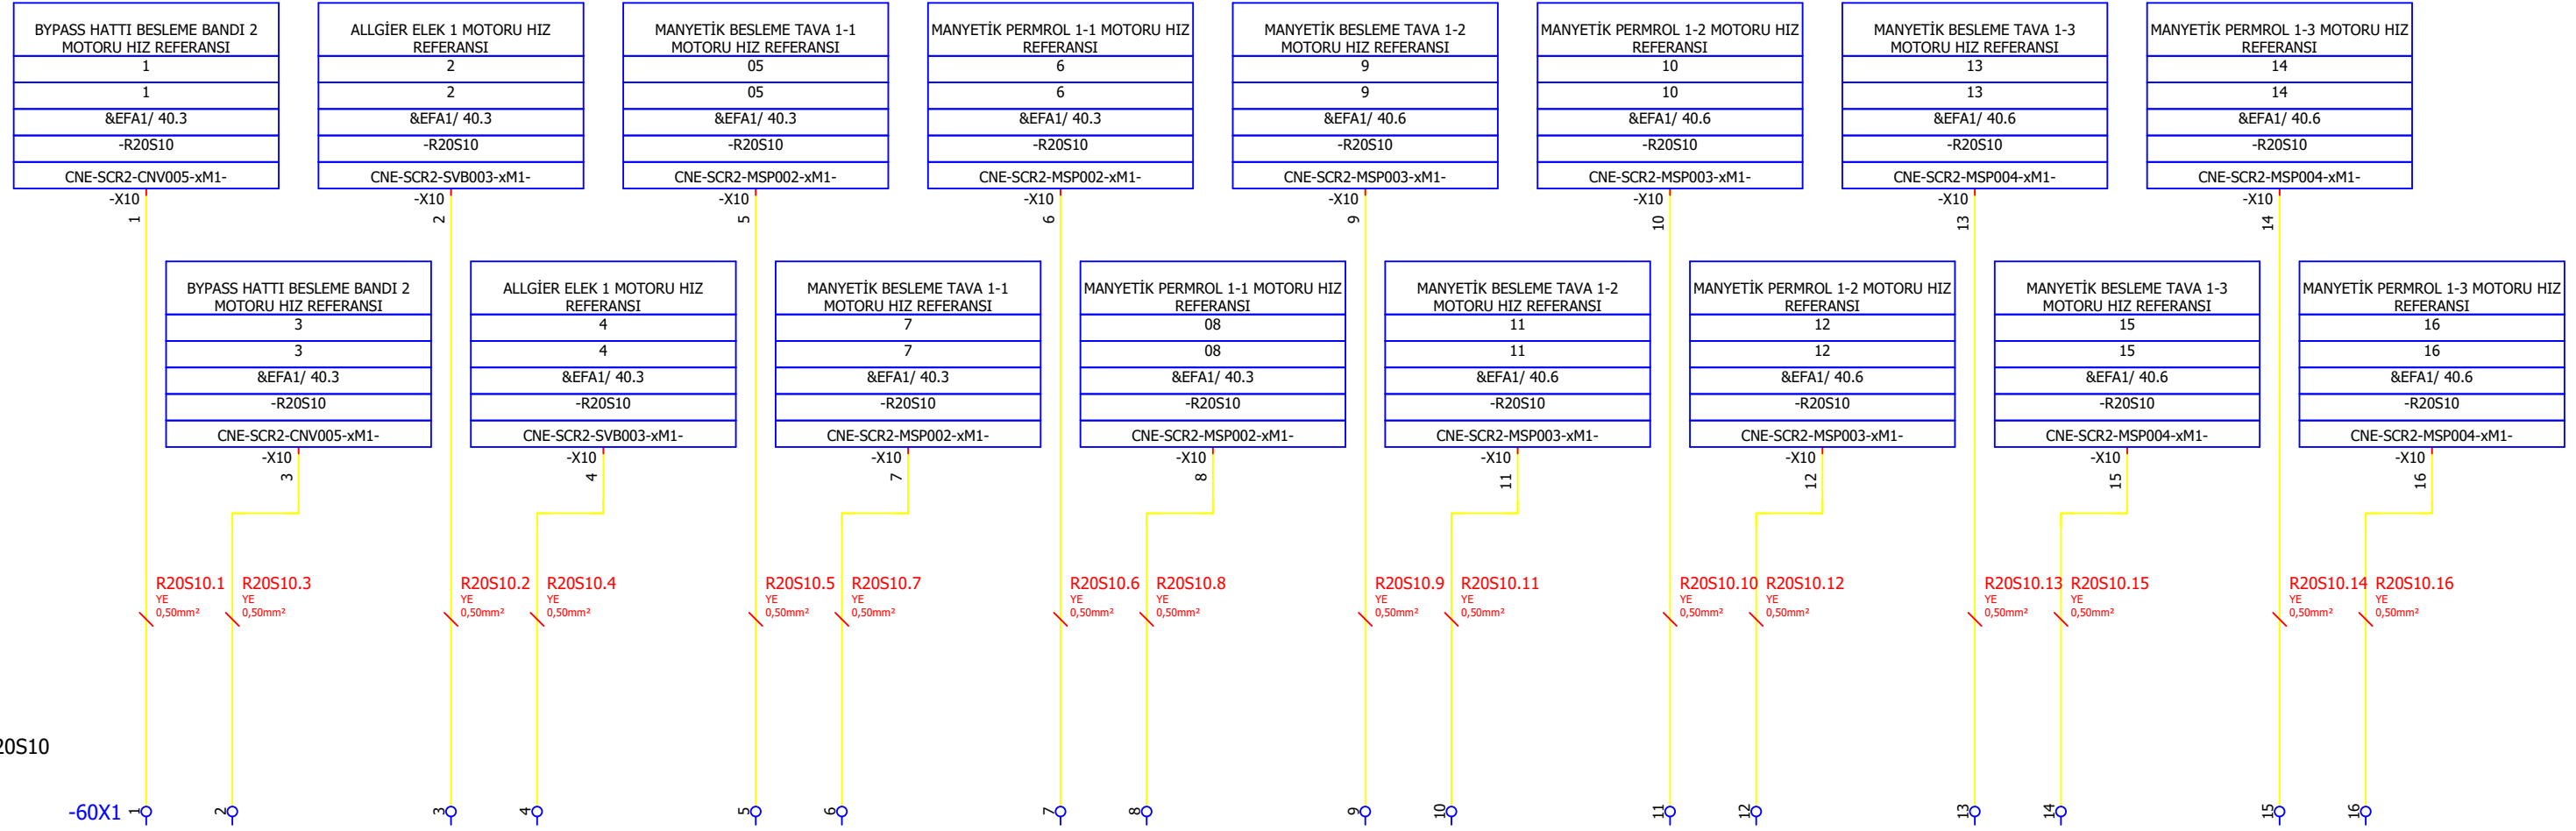 BYPASS HATTI BESLEME BANDI 2
MOTORU HIZ REFERANSI
1
1
&EFA1/ 40.3
-R20S10
CNE-SCR2-CNV005-xM1-
-X10
1
ALLGİER ELEK 1 MOTORU HIZ
REFERANSI
2
2
&EFA1/ 40.3
-R20S10
CNE-SCR2-SVB003-xM1-
-X10
2
MANYETİK BESLEME TAVA 1-1
MOTORU HIZ REFERANSI
05
05
&EFA1/ 40.3
-R20S10
CNE-SCR2-MSP002-xM1-
-X10
5
MANYETİK PERMROL 1-1 MOTORU HIZ
REFERANSI
6
6
&EFA1/ 40.3
-R20S10
CNE-SCR2-MSP002-xM1-
-X10
6
MANYETİK BESLEME TAVA 1-2
MOTORU HIZ REFERANSI
9
9
&EFA1/ 40.6
-R20S10
CNE-SCR2-MSP003-xM1-
-X10
9
MANYETİK PERMROL 1-2 MOTORU HIZ
REFERANSI
10
10
&EFA1/ 40.6
-R20S10
CNE-SCR2-MSP003-xM1-
-X10
10
MANYETİK BESLEME TAVA 1-3
MOTORU HIZ REFERANSI
13
13
&EFA1/ 40.6
-R20S10
CNE-SCR2-MSP004-xM1-
-X10
13
MANYETİK PERMROL 1-3 MOTORU HIZ
REFERANSI
14
14
&EFA1/ 40.6
-R20S10
CNE-SCR2-MSP004-xM1-
-X10
14
BYPASS HATTI BESLEME BANDI 2
MOTORU HIZ REFERANSI
3
3
&EFA1/ 40.3
-R20S10
CNE-SCR2-CNV005-xM1-
-X10
3
ALLGİER ELEK 1 MOTORU HIZ
REFERANSI
4
4
&EFA1/ 40.3
-R20S10
CNE-SCR2-SVB003-xM1-
-X10
4
MANYETİK BESLEME TAVA 1-1
MOTORU HIZ REFERANSI
7
7
&EFA1/ 40.3
-R20S10
CNE-SCR2-MSP002-xM1-
-X10
7
MANYETİK PERMROL 1-1 MOTORU HIZ
REFERANSI
08
08
&EFA1/ 40.3
-R20S10
CNE-SCR2-MSP002-xM1-
-X10
8
MANYETİK BESLEME TAVA 1-2
MOTORU HIZ REFERANSI
11
11
&EFA1/ 40.6
-R20S10
CNE-SCR2-MSP003-xM1-
-X10
11
MANYETİK PERMROL 1-2 MOTORU HIZ
REFERANSI
12
12
&EFA1/ 40.6
-R20S10
CNE-SCR2-MSP003-xM1-
-X10
12
MANYETİK BESLEME TAVA 1-3
MOTORU HIZ REFERANSI
15
15
&EFA1/ 40.6
-R20S10
CNE-SCR2-MSP004-xM1-
-X10
15
MANYETİK PERMROL 1-3 MOTORU HIZ
REFERANSI
16
16
&EFA1/ 40.6
-R20S10
CNE-SCR2-MSP004-xM1-
-X10
16
R20S10.1
YE
0,50mm²
R20S10.3
YE
0,50mm²
R20S10.2
YE
0,50mm²
R20S10.4
YE
0,50mm²
R20S10.5
YE
0,50mm²
R20S10.7
YE
0,50mm²
R20S10.6
YE
0,50mm²
R20S10.8
YE
0,50mm²
R20S10.9
YE
0,50mm²
R20S10.11
YE
0,50mm²
R20S10.10
YE
0,50mm²
R20S10.12
YE
0,50mm²
R20S10.13
YE
0,50mm²
R20S10.15
YE
0,50mm²
R20S10.14
YE
0,50mm²
R20S10.16
YE
0,50mm²
20S10
-60X1
1
2
3
4
5
6
7
8
9
10
11
12
13
14
15
16